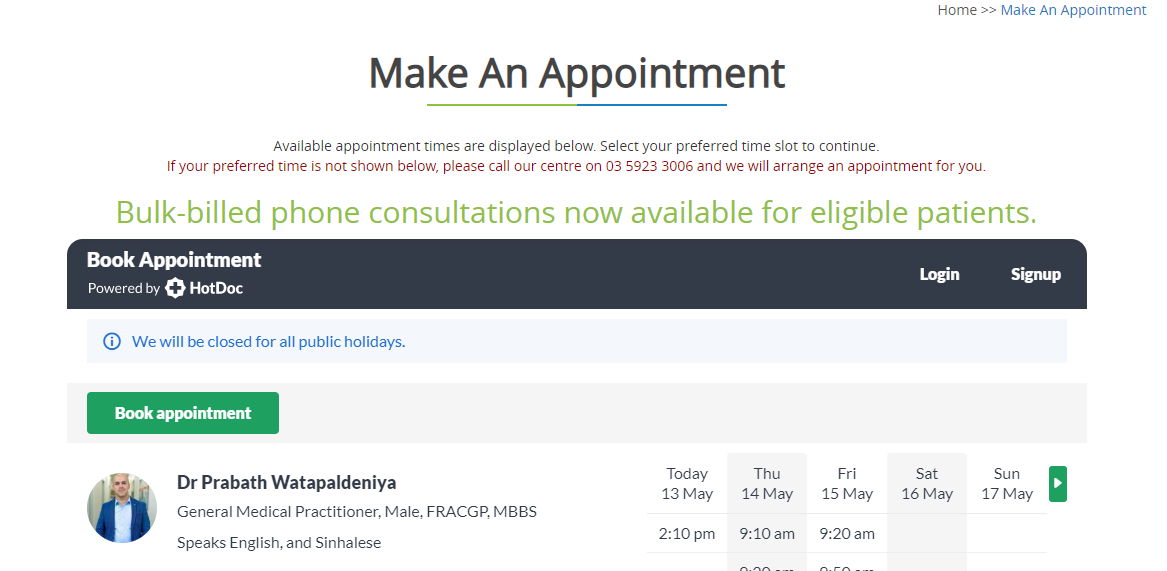 Home >> Make An Appointment
Make An Appointment
Available appointment times are displayed below. Select your preferred time slot to continue.
If your preferred time is not shown below, please call our centre on 03 5923 3006 and we will arrange an appointment for you.
Bulk-billed phone consultations now available for eligible patients.
Book Appointment
Powered by HotDoc
Login Signup
We will be closed for all public holidays.
Book appointment
Dr Prabath Watapaldeniya
General Medical Practitioner, Male, FRACGP, MBBS
Speaks English, and Sinhalese
Today Thu Fri Sat Sun
13 May 14 May 15 May 16 May 17 May
2:10 pm 9:10 am 9:20 am